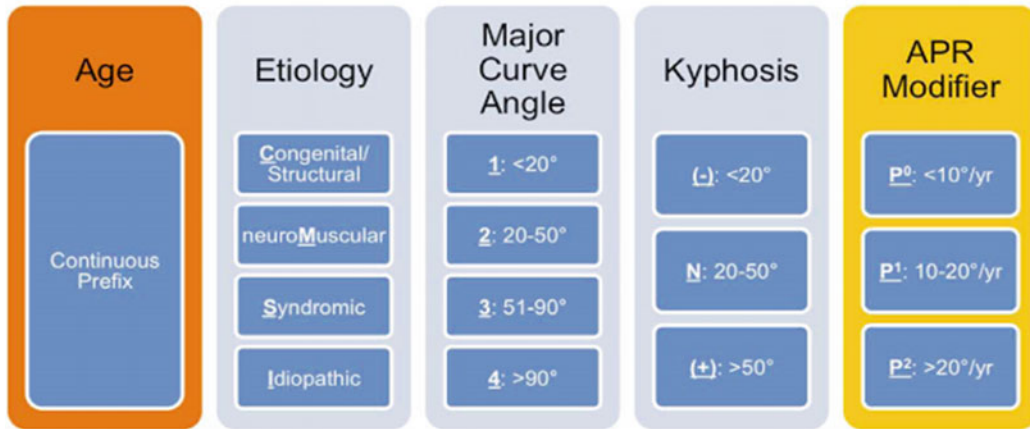 Age
Continuous
Prefix
Etiology
Congenital/
Structural
neuroMuscular
Syndromic
Idiopathic
Major
Curve
Angle
1: <20°
2: 20-50°
3: 51-90°
4: >90°
Kyphosis
(-): <20°
N: 20-50°
(+): >50°
APR
Modifier
P⁰: <10°/yr
P¹: 10-20°/yr
P²: >20°/yr